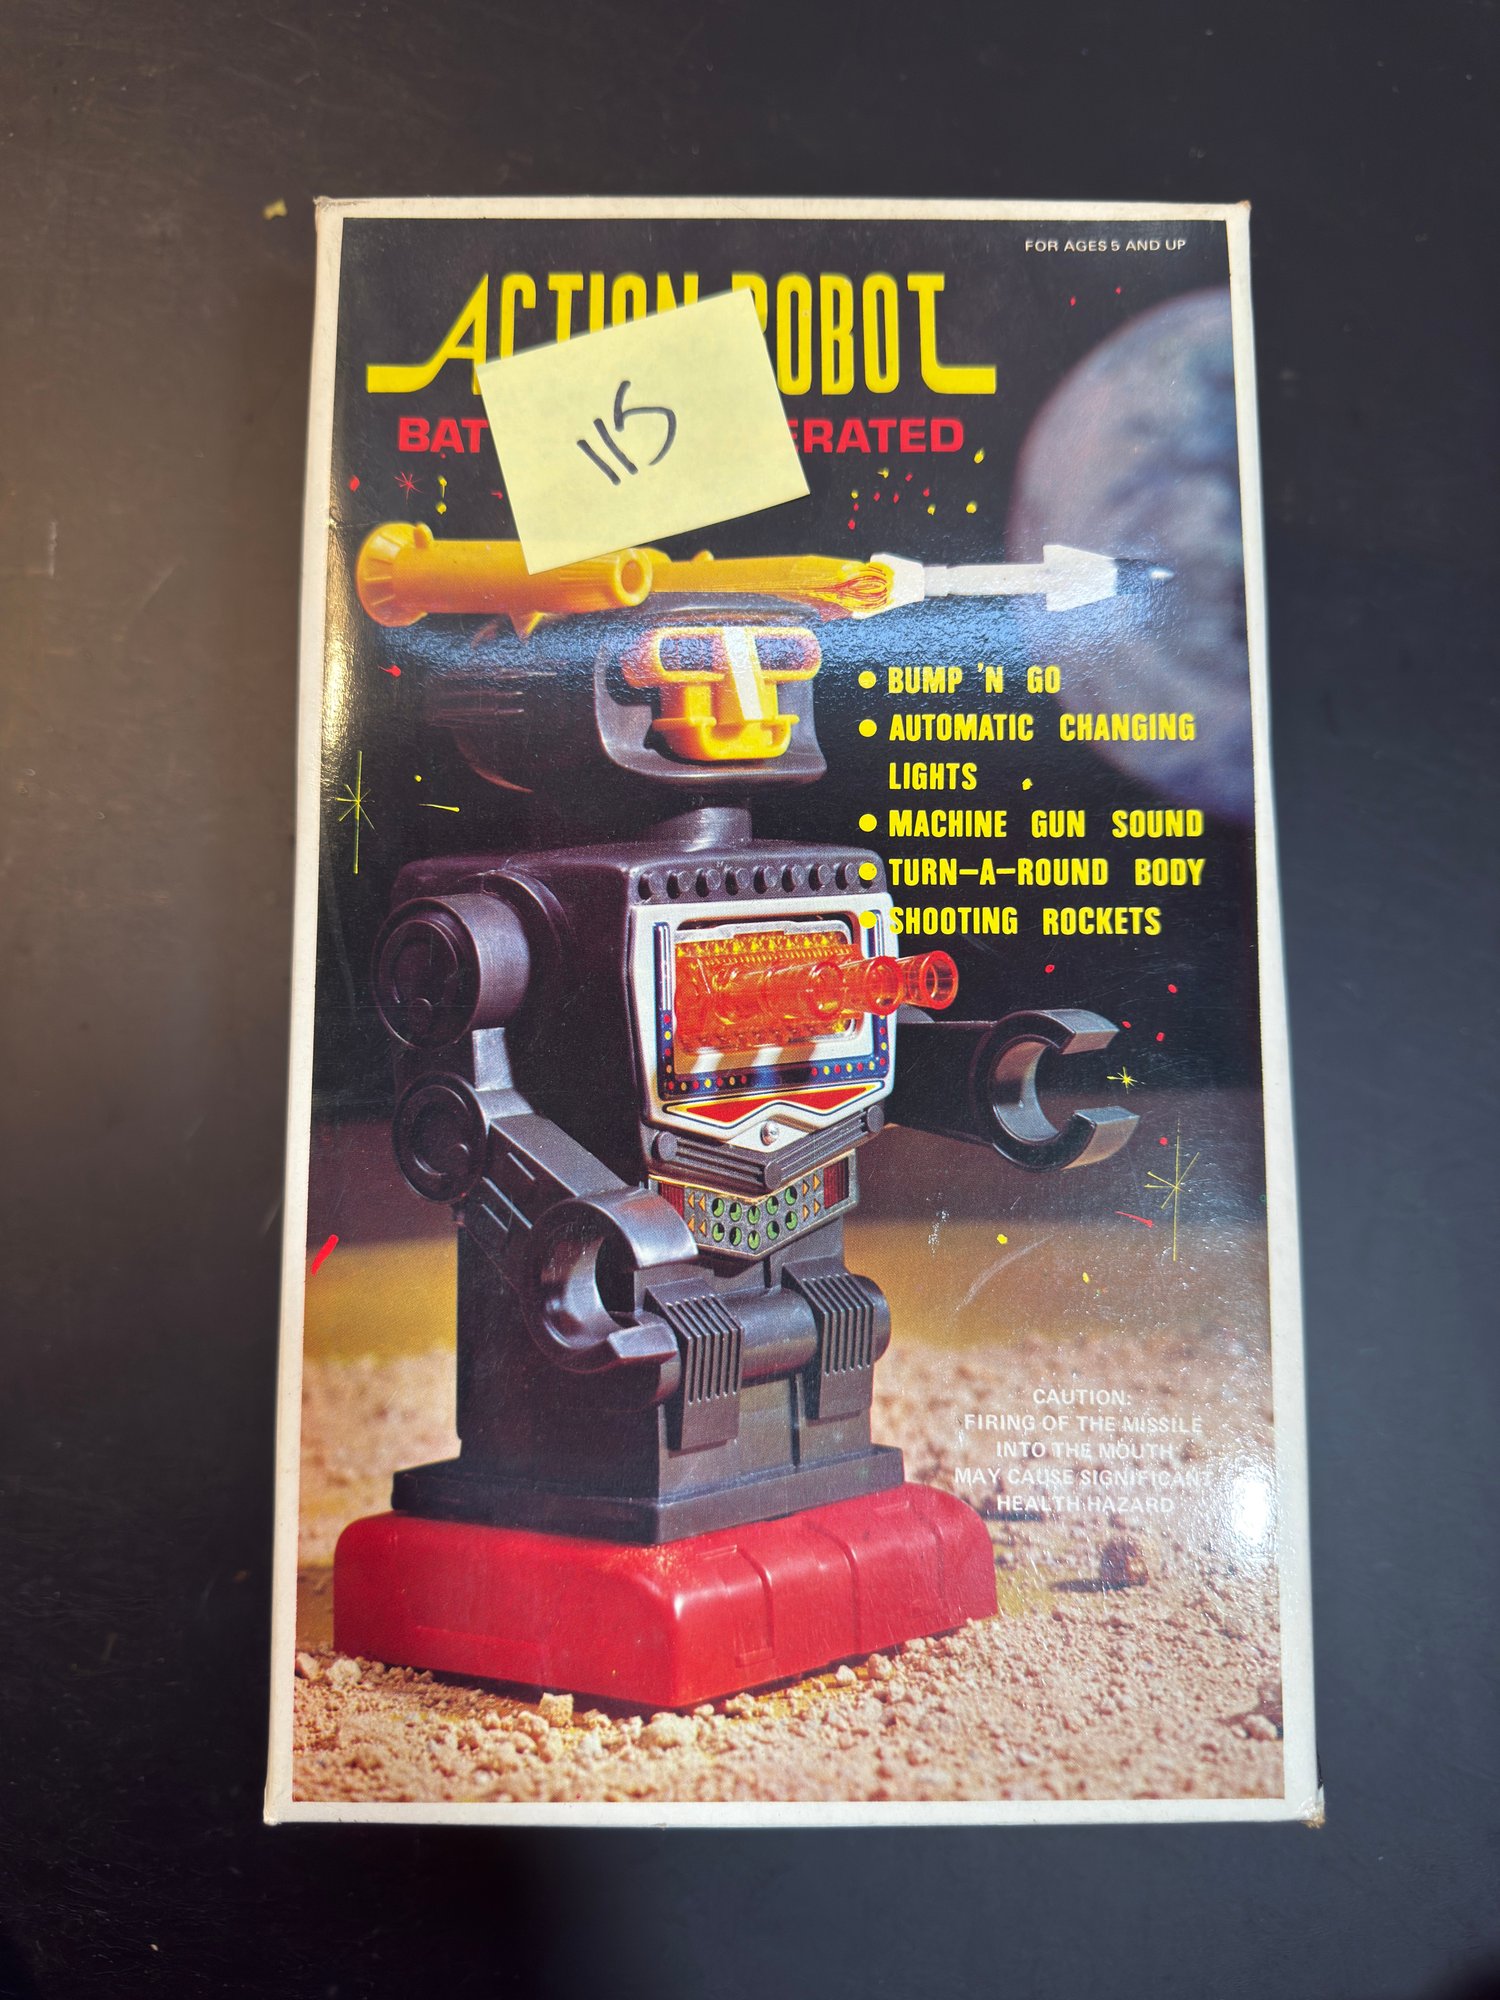 FOR AGES 5 AND UP
ACTION ROBOT
115
BAT ERATED
• BUMP 'N GO
• AUTOMATIC CHANGING
LIGHTS
• MACHINE GUN SOUND
• TURN-A-ROUND BODY
• SHOOTING ROCKETS
CAUTION:
FIRING OF THE MISSILE
INTO THE MOUTH
MAY CAUSE SIGNIFICANT
HEALTH HAZARD